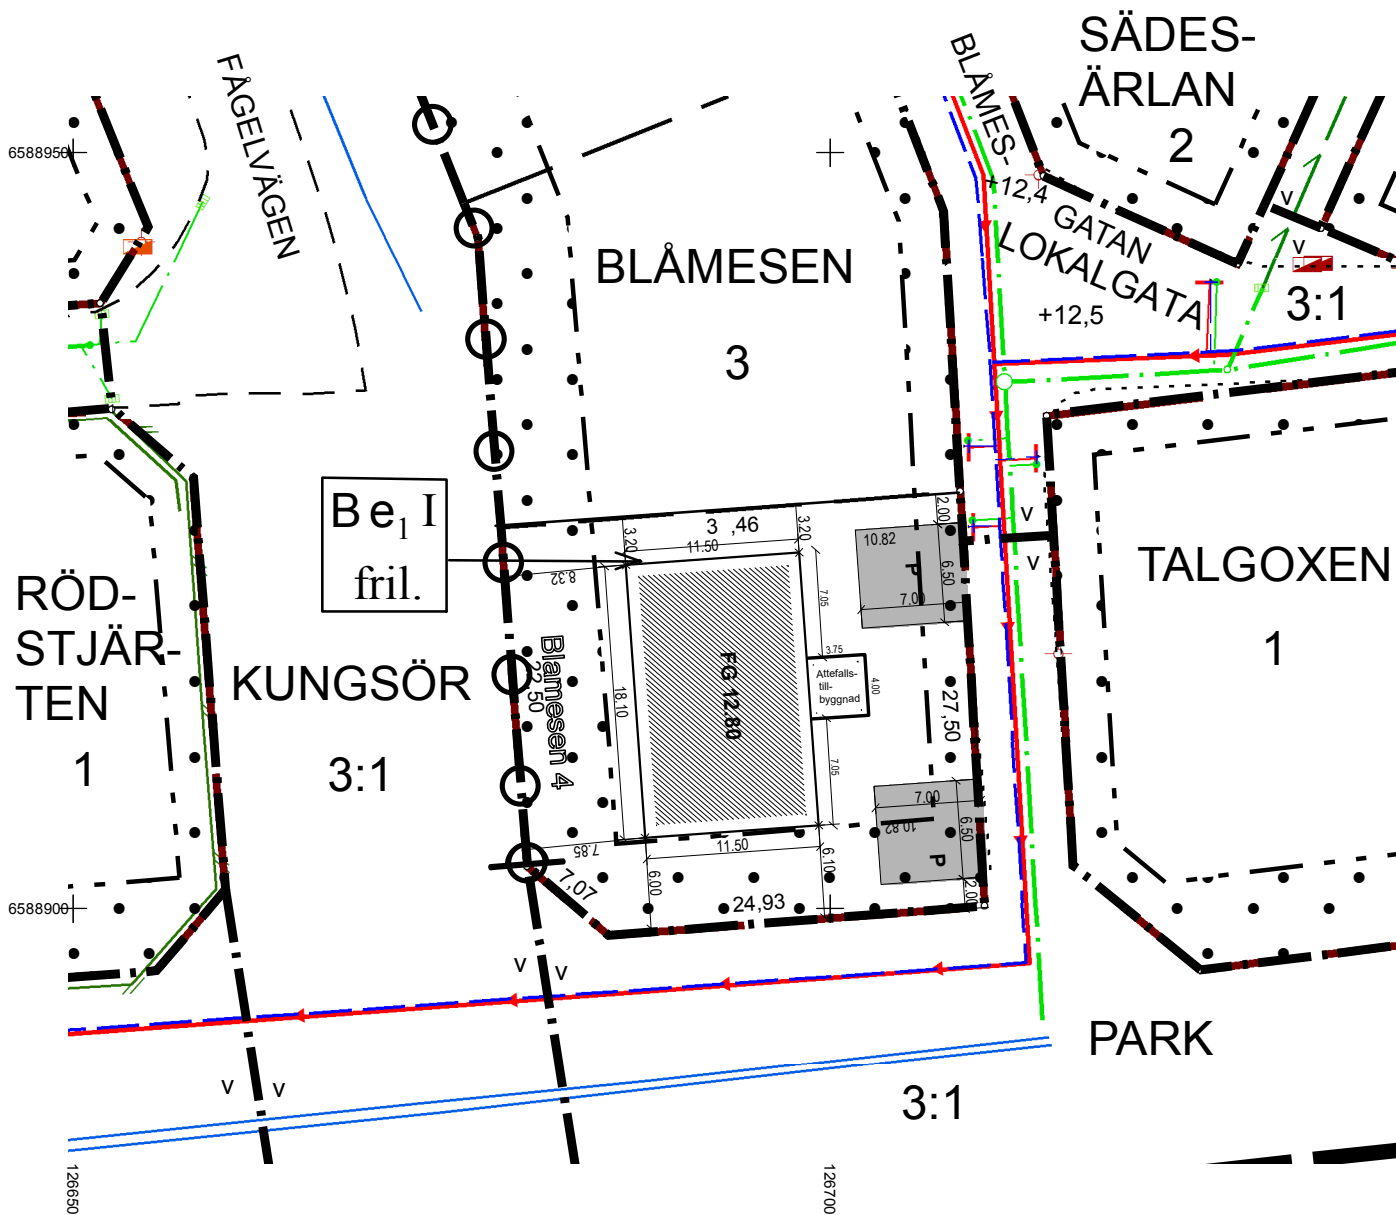 SÄDES-
ÄRLAN
2
BLÅMES-
GATAN
FÅGELVÄGEN
6588950
+12,4
LOKALGATA
+12,5
3:1
BLÅMESEN
3
v
v
Be₁ I
fril.
3 ,46
3.20
3.20
11.50
2.00
10.82
P
6.50
7.00
v
v
TALGOXEN
1
8.32
7.05
RÖD-
STJÄR-
TEN
1
KUNGSÖR
3:1
Blamesen 4
22,50
18.10
FG 12.80
3.75
Attefalls-
till-
byggnad
4.00
27,50
7.05
7.00
10.82
6.50
P
7.85
11.50
6.10
6.00
7,07
24,93
2.00
6588900
v
v
PARK
v
v
3:1
126650
126700